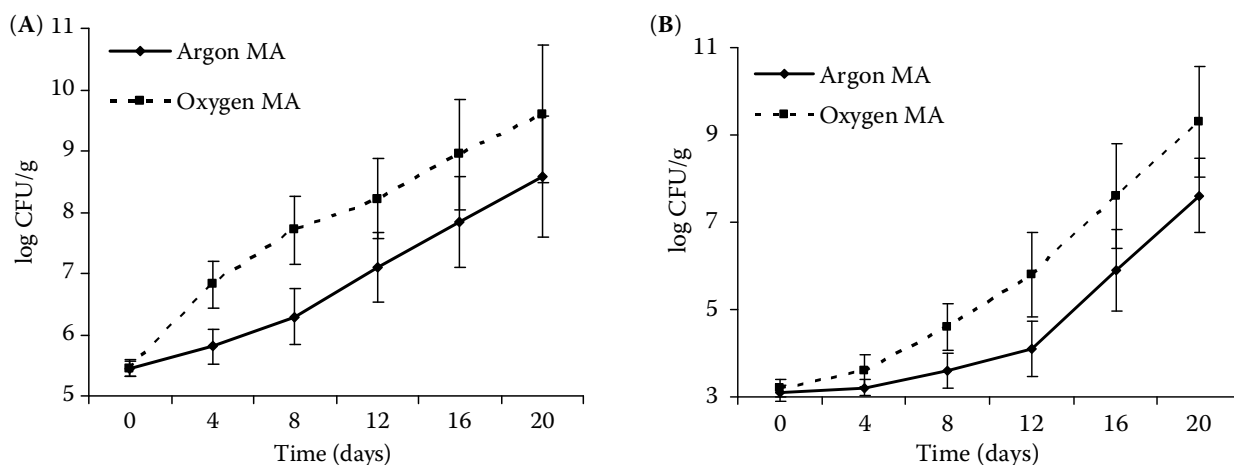 (A)
11
10
9
8
7
6
5
log CFU/g
Argon MA
Oxygen MA
0 4 8 12 16 20
Time (days)
(B)
11
9
7
5
3
log CFU/g
Argon MA
Oxygen MA
0 4 8 12 16 20
Time (days)